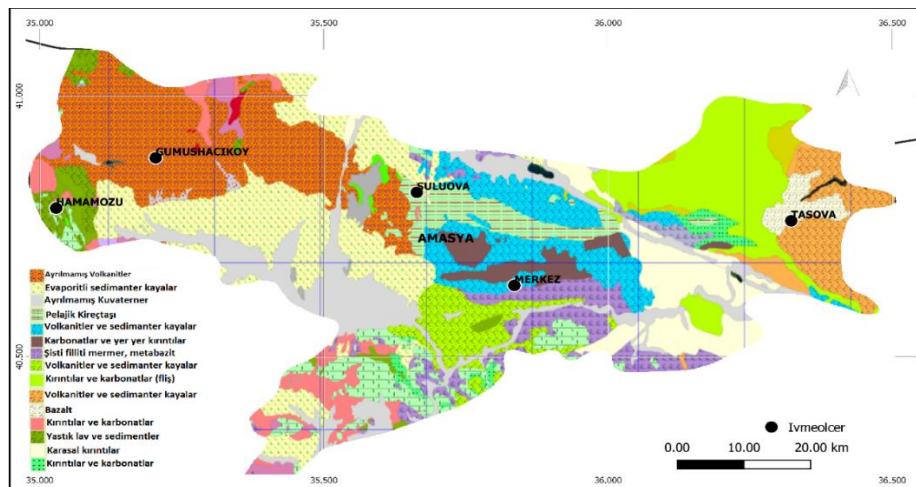 35.000 35.500 36.000 36.500
41.000
GUMUSHACIKOY
HAMAMOZU
SULUOVA
TASOVA
AMASYA
MERKEZ
Ayrılmamış Volkanitler
Evaporitli sedimanter kayalar
Ayrılmamış Kuvaterner
Pelajik Kireçtaşı
Volkanitler ve sedimanter kayalar
Karbonatlar ve yer yer kırıntılı
Şisti filliti mermer, metabazit
Volkanitler ve sedimanter kayalar
Kırıntılar ve karbonatlar (fliş)
Volkanitler ve sedimanter kayalar
Bazalt
Kırıntılar ve karbonatlar
Yastık lav ve sedimentler
Karasal kırıntılar
Kırıntılar ve karbonatlar
40.500
40.500
Ivmeolcer
0.00 10.00 20.00 km
35.000 35.500 36.000 36.500